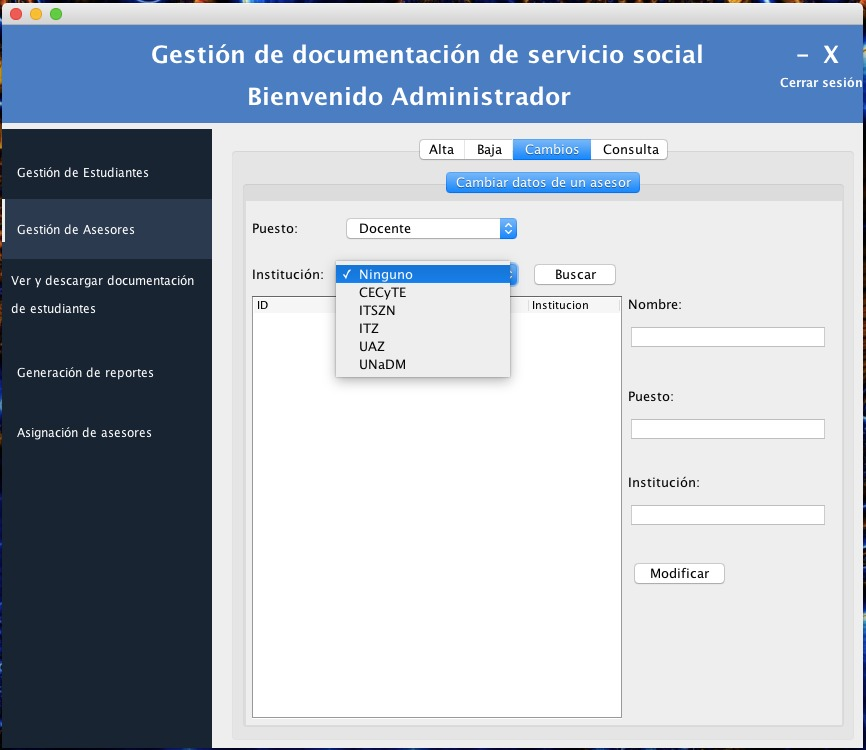 Gestión de documentación de servicio social
– X
Bienvenido Administrador
Cerrar sesión
Gestión de Estudiantes
Gestión de Asesores
Ver y descargar documentación
de estudiantes
Generación de reportes
Asignación de asesores
Alta Baja Cambios Consulta
Cambiar datos de un asesor
Puesto: Docente
Institución: ✓ Ninguno Buscar
CECyTE
ITSZN
ITZ
UAZ
UNaDM
ID Institucion
Nombre:
Puesto:
Institución:
Modificar